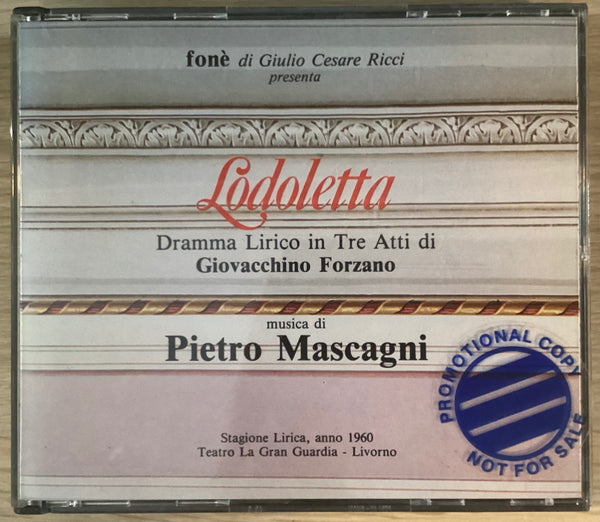 fonè di Giulio Cesare Ricci
presenta
Lodoletta
Dramma Lirico in Tre Atti di
Giovacchino Forzano
musica di
Pietro Mascagni
PROMOTIONAL COPY
NOT FOR SALE
Stagione Lirica, anno 1960
Teatro La Gran Guardia - Livorno